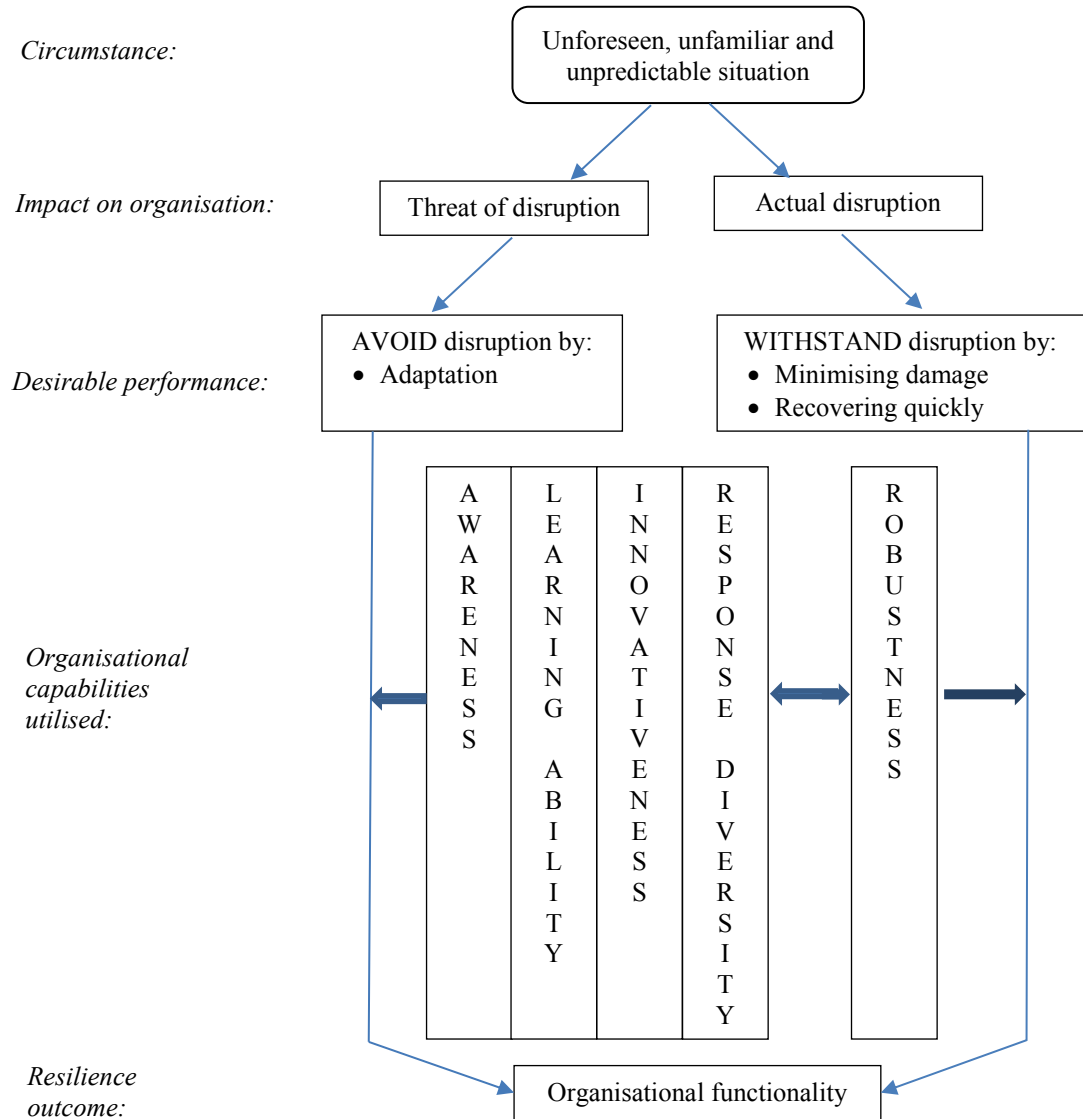 Circumstance:
Unforeseen, unfamiliar and
unpredictable situation
Impact on organisation:
Threat of disruption
Actual disruption
Desirable performance:
AVOID disruption by:
• Adaptation
WITHSTAND disruption by:
• Minimising damage
• Recovering quickly
Organisational
capabilities
utilised:
AWARENESS
LEARNING ABILITY
INNOVATIVENESS
RESPONSE DIVERSITY
ROBUSTNESS
Resilience
outcome:
Organisational functionality